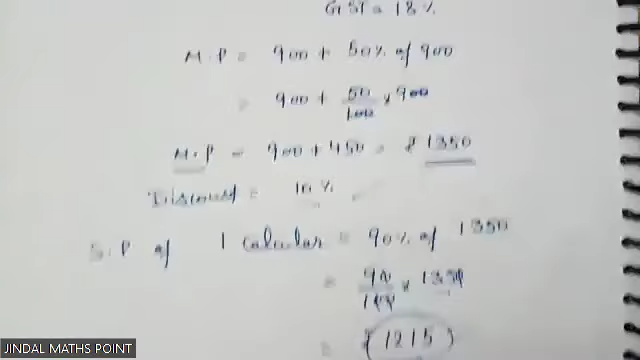 GST = 18%
M.P = 900 + 50% of 900
= 900 + 50/100 × 900
M.P = 900 + 450 = ₹ 1350
Discount = 10%
S.P of 1 calcular = 90% of 1350
= 90/100 × 1350
= ₹ 1215
JINDAL MATHS POINT